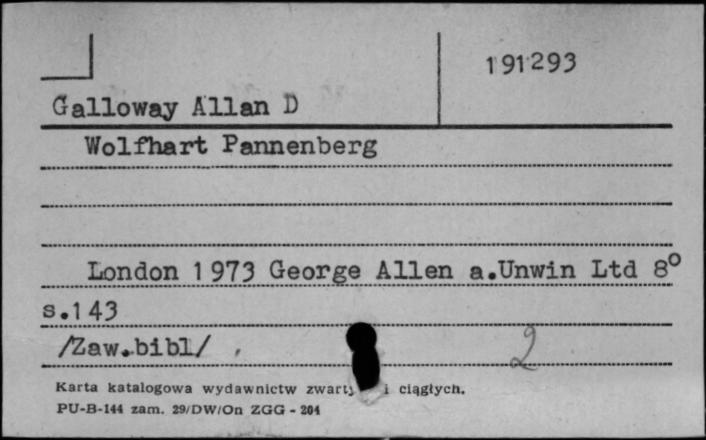 191293
Galloway Allan D
Wolfhart Pannenberg
London 1973 George Allen a.Unwin Ltd 8°
s.143
/Zaw.bibl/
2
Karta katalogowa wydawnictw i ciągłych.
PU-B-144 zam. 29/DW/On ZGG - 204